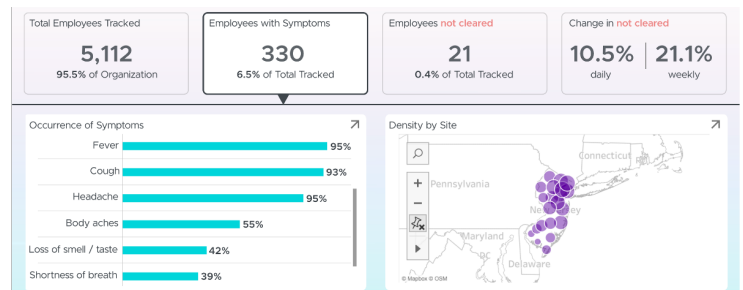 Total Employees Tracked
5,112
95.5% of Organization
Employees with Symptoms
330
6.5% of Total Tracked
Employees not cleared
21
0.4% of Total Tracked
Change in not cleared
10.5% | 21.1%
daily weekly
Occurrence of Symptoms
Fever 95%
Cough 93%
Headache 95%
Body aches 55%
Loss of smell / taste 42%
Shortness of breath 39%
Density by Site
Connecticut
Pennsylvania
Maryland
DC
Delaware
© Mapbox © OSM